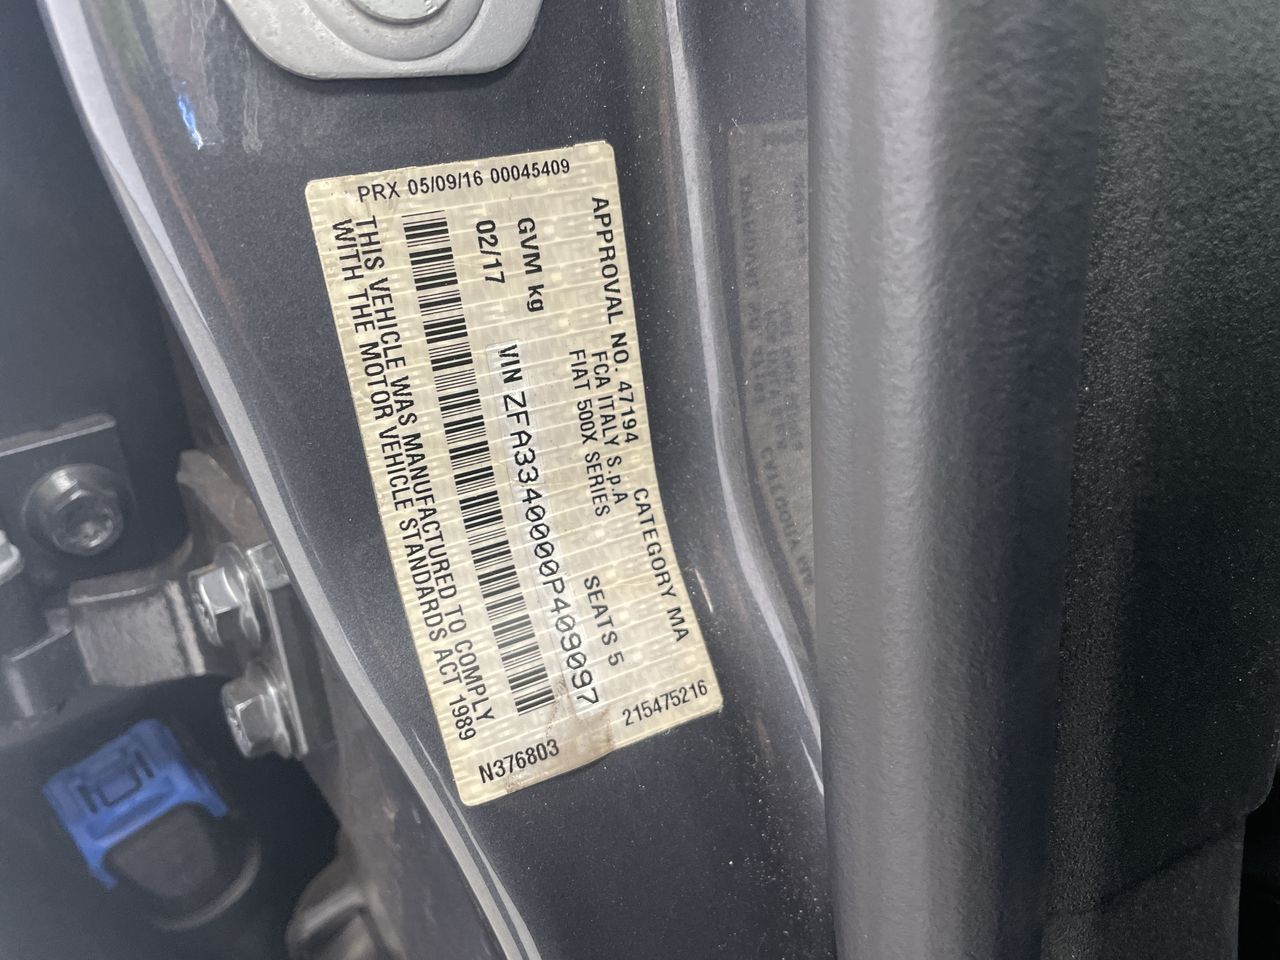 PRX 05/09/16 00045409
APPROVAL NO. 47194 CATEGORY MA
FCA ITALY S.p.A
FIAT 500X SERIES SEATS 5
GVM kg
VIN ZFA3340000P409097
02/17
THIS VEHICLE WAS MANUFACTURED TO COMPLY
WITH THE MOTOR VEHICLE STANDARDS ACT 1989
N376803
215475216